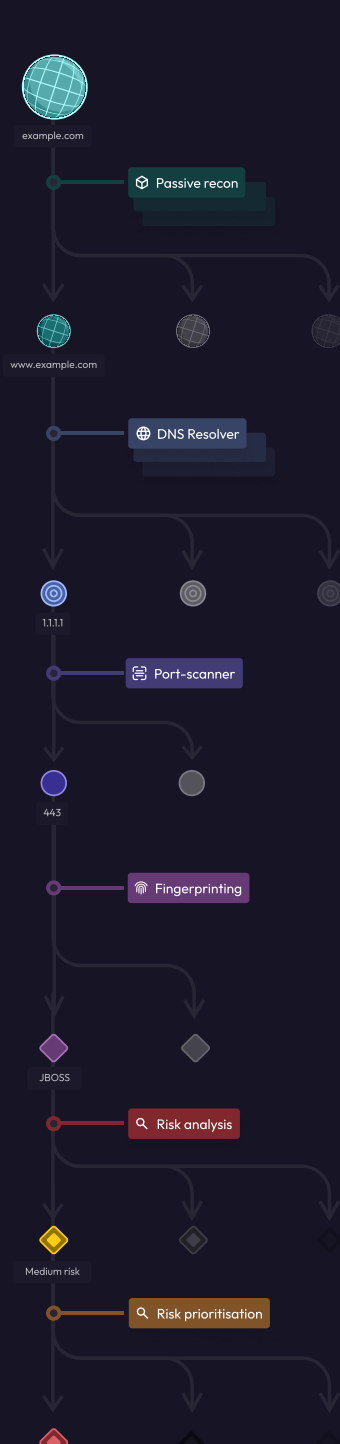 example.com
Passive recon
www.example.com
DNS Resolver
1.1.1.1
Port-scanner
443
Fingerprinting
JBOSS
Risk analysis
Medium risk
Risk prioritisation